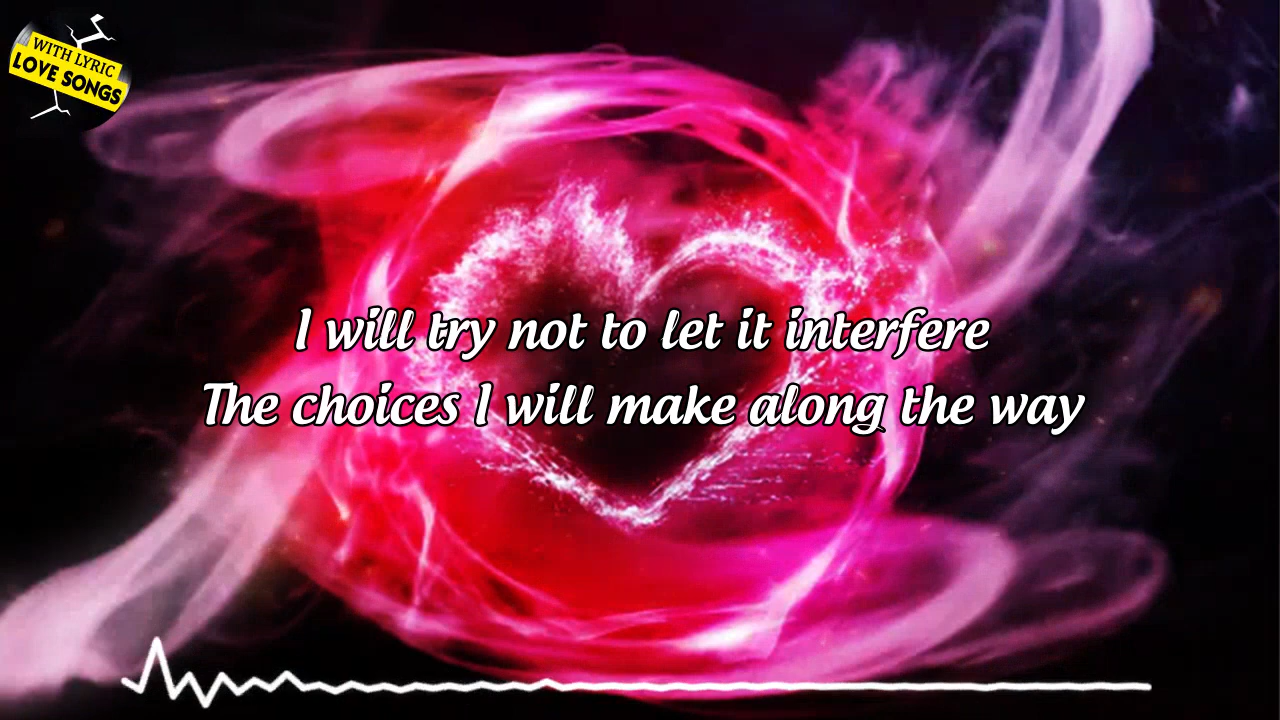 WITH LYRIC
LOVE SONGS
I will try not to let it interfere
The choices I will make along the way